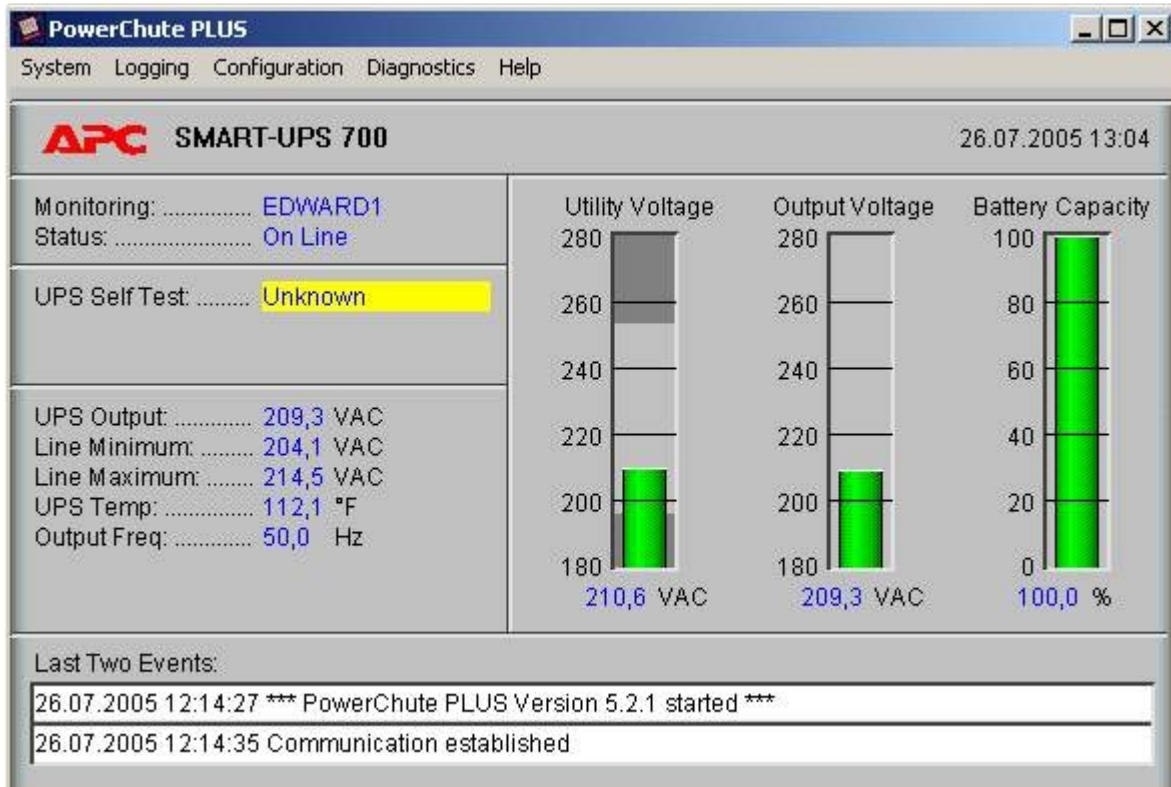 PowerChute PLUS
System Logging Configuration Diagnostics Help
APC SMART-UPS 700
26.07.2005 13:04
Monitoring: .............. EDWARD1
Status: ...................... On Line
UPS Self Test: ......... Unknown
UPS Output: ............. 209,3 VAC
Line Minimum: ......... 204,1 VAC
Line Maximum: ........ 214,5 VAC
UPS Temp: ............... 112,1 °F
Output Freq: ............. 50,0 Hz
Utility Voltage
280
260
240
220
200
180
210,6 VAC
Output Voltage
280
260
240
220
200
180
209,3 VAC
Battery Capacity
100
80
60
40
20
0
100,0 %
Last Two Events:
26.07.2005 12:14:27 *** PowerChute PLUS Version 5.2.1 started ***
26.07.2005 12:14:35 Communication established